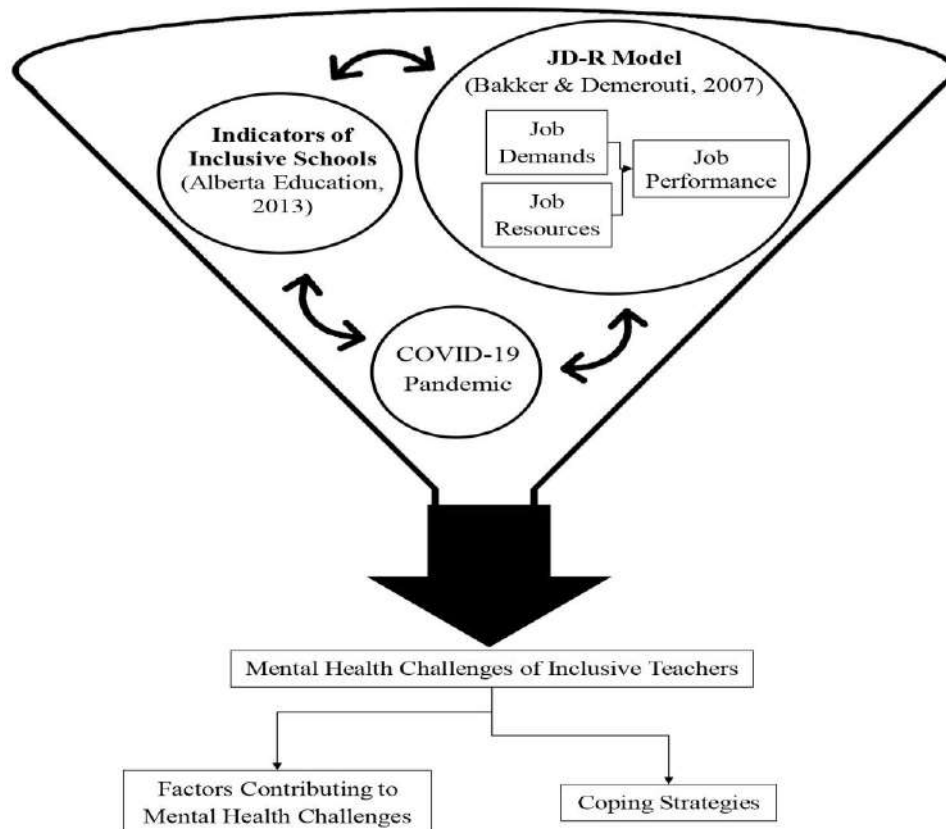 JD-R Model
(Bakker & Demerouti, 2007)
Job
Demands
Job
Performance
Job
Resources
Indicators of
Inclusive Schools
(Alberta Education,
2013)
COVID-19
Pandemic
Mental Health Challenges of Inclusive Teachers
Factors Contributing to
Mental Health Challenges
Coping Strategies